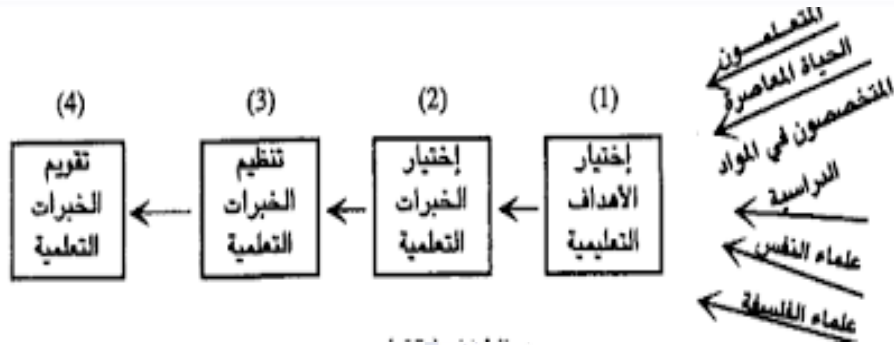 المتعلمون
الحياة المعاصرة
المتخصصون في المواد
الدراسية
علماء النفس
علماء الفلسفة
(1)
إختيار
الأهداف
التعليمية
(2)
إختيار
الخبرات
التعلمية
(3)
تنظيم
الخبرات
التعلمية
(4)
تقويم
الخبرات
التعلمية